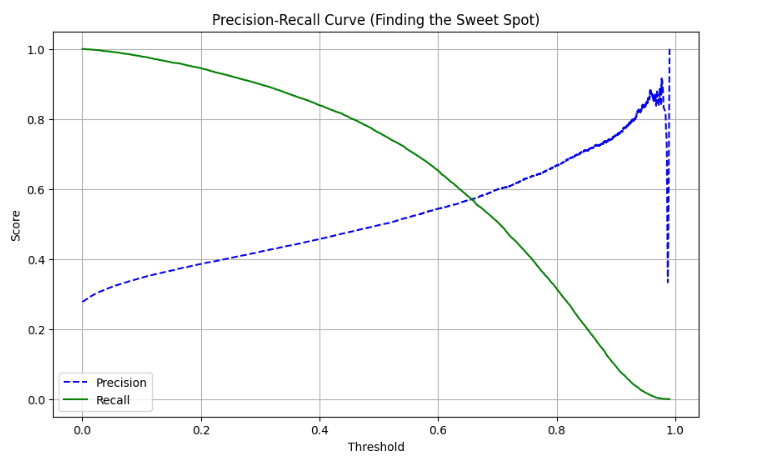 Precision-Recall Curve (Finding the Sweet Spot)
Score
1.0
0.8
0.6
0.4
0.2
0.0
Precision
Recall
0.0 0.2 0.4 0.6 0.8 1.0
Threshold